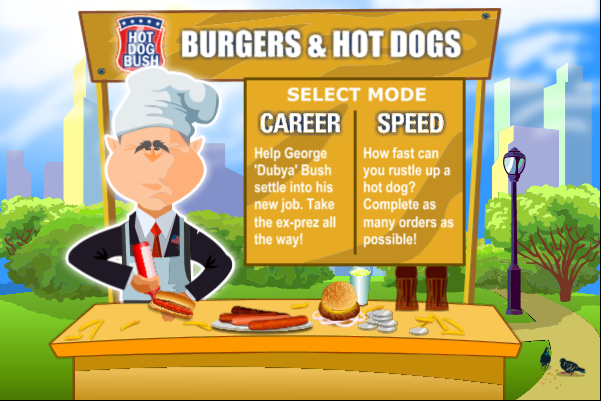 HOT
DOG
BUSH
BURGERS & HOT DOGS
SELECT MODE
CAREER
Help George
'Dubya' Bush
settle into his
new job. Take
the ex-prez all
the way!
SPEED
How fast can
you rustle up a
hot dog?
Complete as
many orders as
possible!